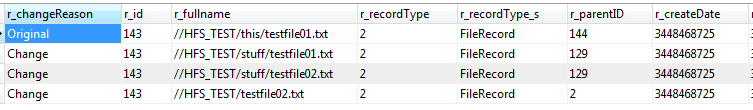 r_changeReason r_id r_fullname r_recordType r_recordType_s r_parentID r_createDate
Original 143 //HFS_TEST/this/testfile01.txt 2 FileRecord 144 3448468725
Change 143 //HFS_TEST/stuff/testfile01.txt 2 FileRecord 129 3448468725
Change 143 //HFS_TEST/stuff/testfile02.txt 2 FileRecord 129 3448468725
Change 143 //HFS_TEST/testfile02.txt 2 FileRecord 2 3448468725